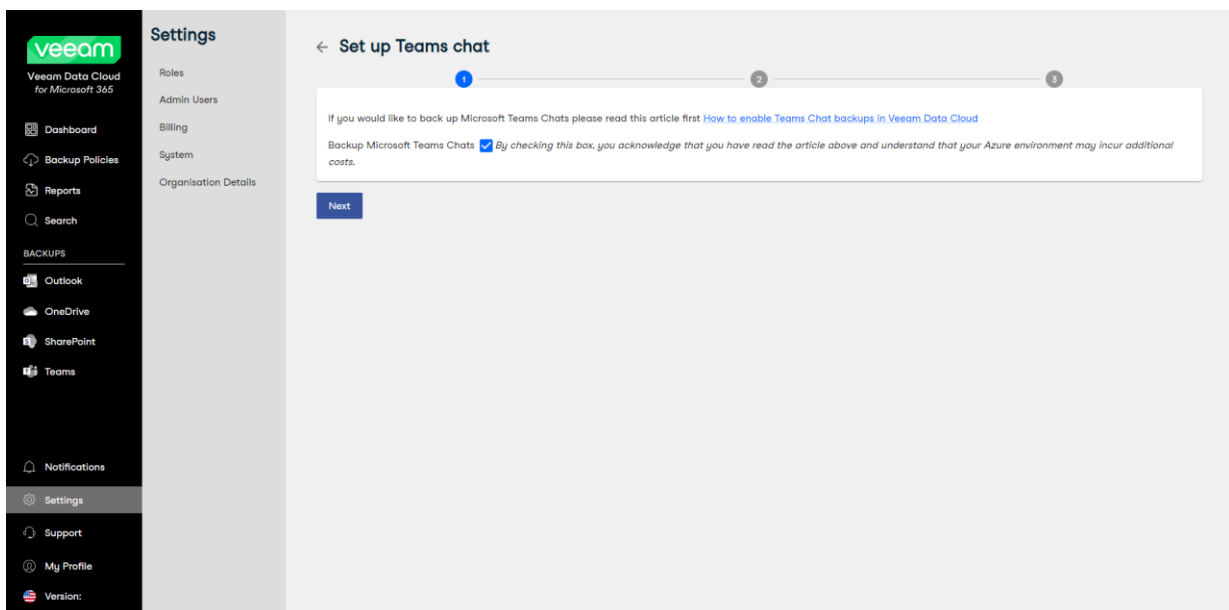 veeam
Veeam Data Cloud
for Microsoft 365
Dashboard
Backup Policies
Reports
Search
BACKUPS
Outlook
OneDrive
SharePoint
Teams
Notifications
Settings
Support
My Profile
Version:
Settings
Roles
Admin Users
Billing
System
Organisation Details
← Set up Teams chat
1
2
3
If you would like to back up Microsoft Teams Chats please read this article first How to enable Teams Chat backups in Veeam Data Cloud
Backup Microsoft Teams Chats By checking this box, you acknowledge that you have read the article above and understand that your Azure environment may incur additional
costs.
Next